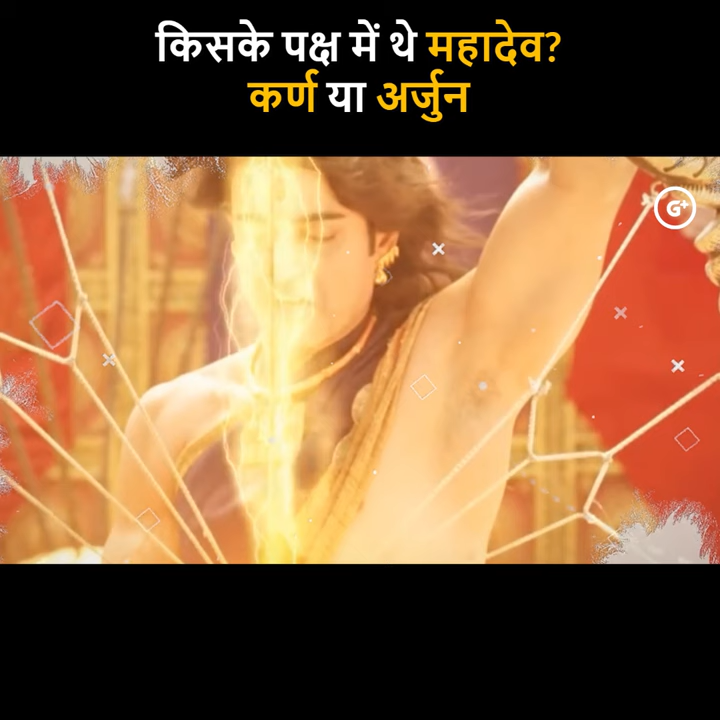 किसके पक्ष में थे महादेव?
कर्ण या अर्जुन
G+